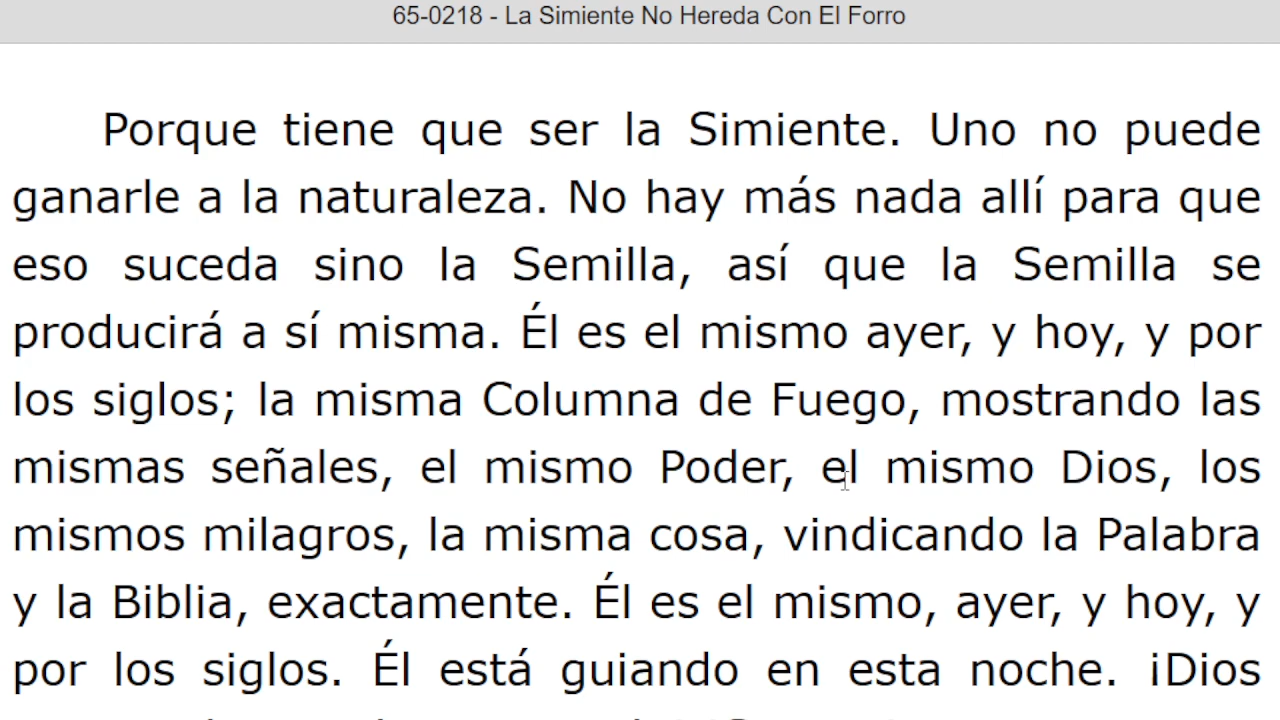 65-0218 - La Simiente No Hereda Con El Forro
Porque tiene que ser la Simiente. Uno no puede
ganarle a la naturaleza. No hay más nada allí para que
eso suceda sino la Semilla, así que la Semilla se
producirá a sí misma. Él es el mismo ayer, y hoy, y por
los siglos; la misma Columna de Fuego, mostrando las
mismas señales, el mismo Poder, el mismo Dios, los
mismos milagros, la misma cosa, vindicando la Palabra
y la Biblia, exactamente. Él es el mismo, ayer, y hoy, y
por los siglos. Él está guiando en esta noche. ¡Dios